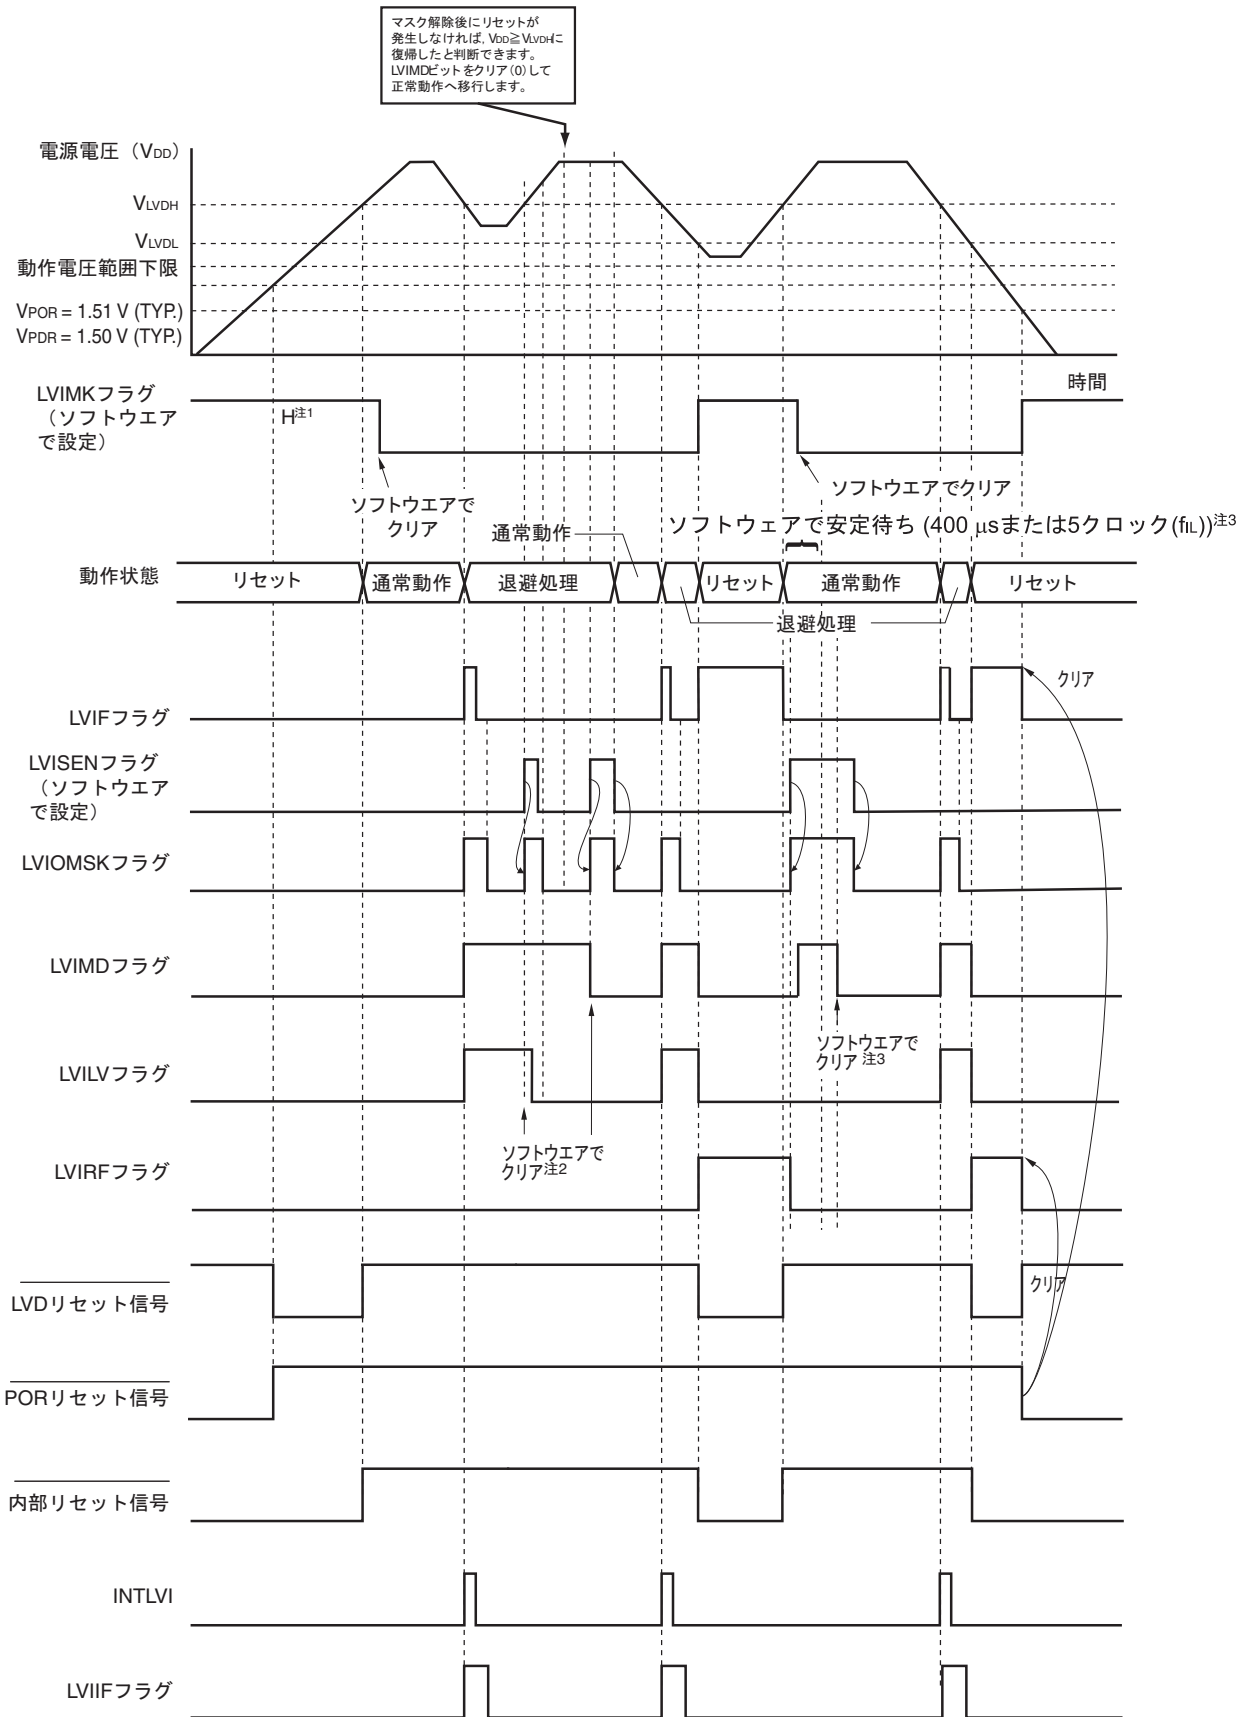 マスク解除後にリセットが
発生しなければ, VDD≧VLVDHに
復帰したと判断できます。
LVIMDビットをクリア(0)して
正常動作へ移行します。
電源電圧（VDD）
VLVDH
VLVDL
動作電圧範囲下限
VPOR = 1.51 V (TYP.)
VPDR = 1.50 V (TYP.)
時間
LVIMKフラグ
（ソフトウエア
で設定）
H注1
ソフトウエアで
クリア
ソフトウエアでクリア
通常動作
ソフトウェアで安定待ち (400 μsまたは5クロック(fIL))注3
動作状態
リセット
通常動作
退避処理
リセット
通常動作
リセット
退避処理
LVIFフラグ
クリア
LVISENフラグ
（ソフトウエア
で設定）
LVIOMSKフラグ
LVIMDフラグ
ソフトウエアで
クリア 注3
LVILVフラグ
ソフトウエアで
クリア注2
LVIRFフラグ
クリア
LVDリセット信号
PORリセット信号
内部リセット信号
INTLVI
LVIIFフラグ